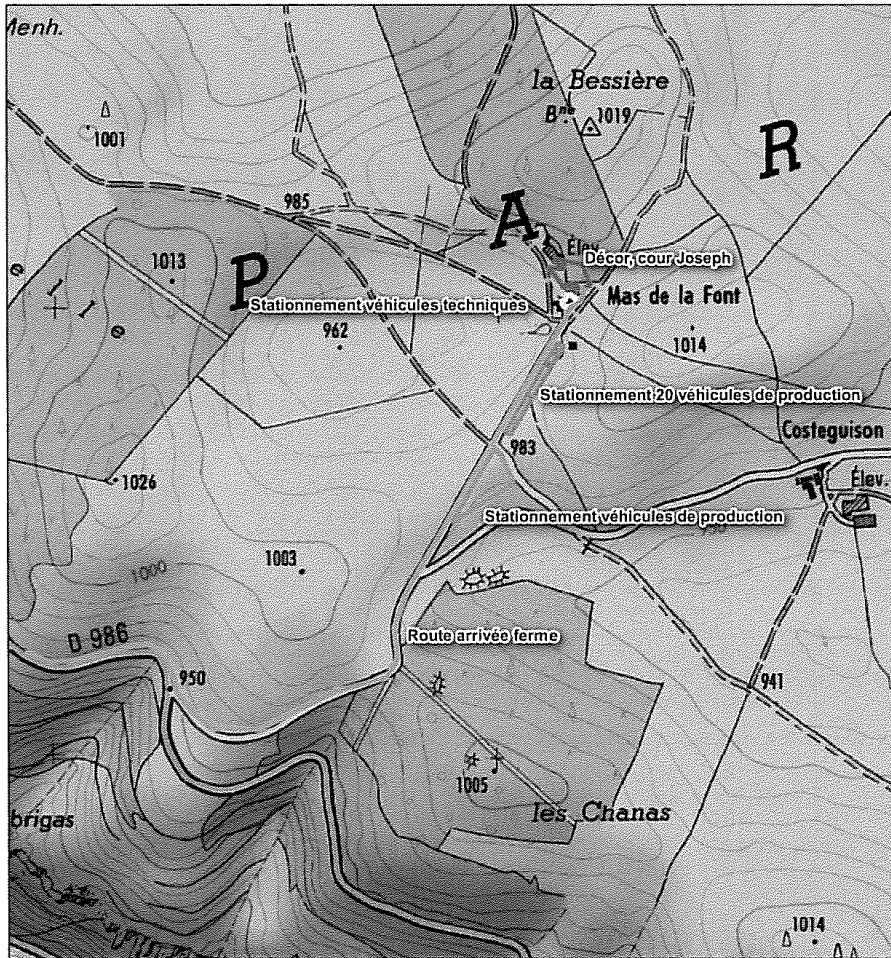 Menh.
la Bessière
Bne
1019
1001
R
985
A
Élev.
Décor, cour Joseph
1013
P
Stationnement véhicules techniques
Mas de la Font
962
1014
e
l
l
e
Stationnement 20 véhicules de production
Costeguison
983
Élev.
1026
Stationnement véhicules de production
1003
1000
D 986
Route arrivée ferme
950
941
1005
les Chanas
brigas
1014